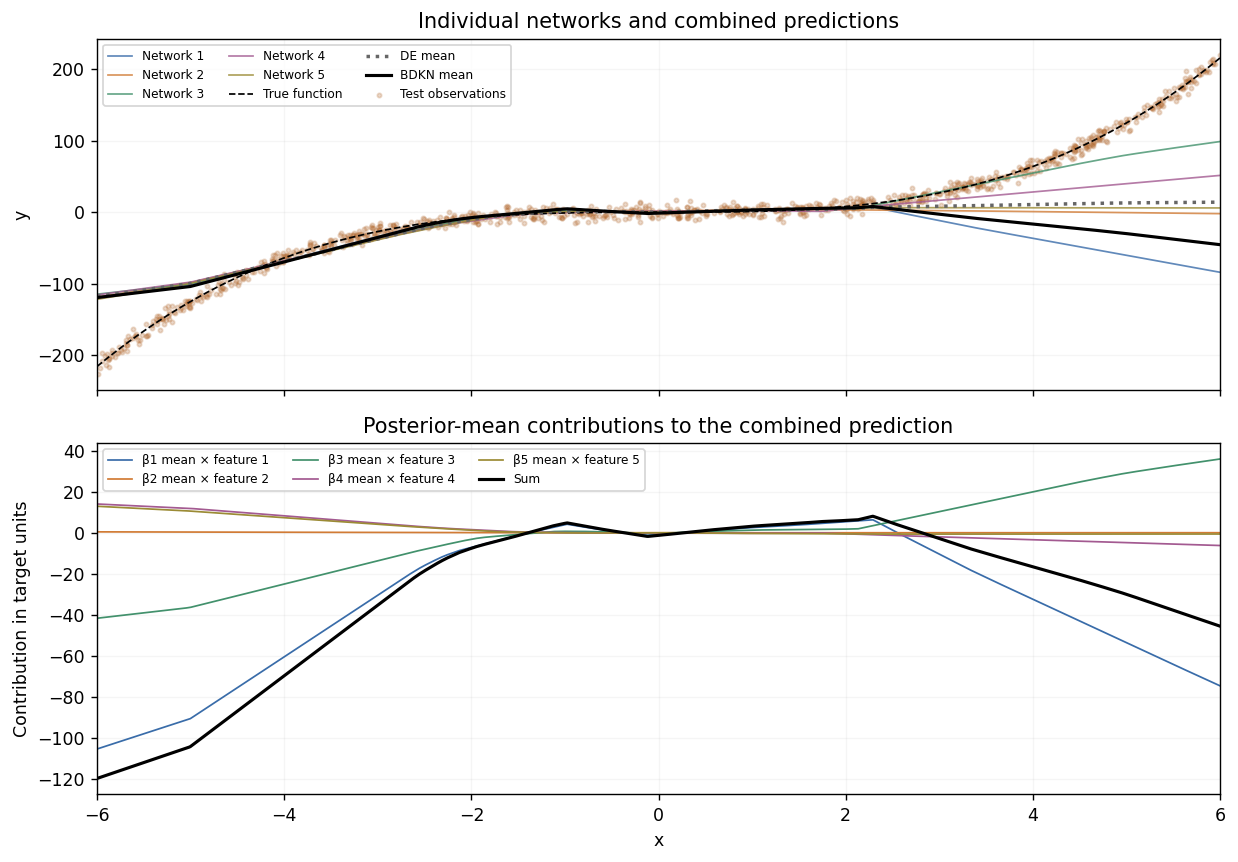 Individual networks and combined predictions
Network 1 Network 4 DE mean
Network 2 Network 5 BDKN mean
Network 3 True function Test observations
200
100
0
−100
−200
y
Posterior-mean contributions to the combined prediction
β1 mean × feature 1 β3 mean × feature 3 β5 mean × feature 5
β2 mean × feature 2 β4 mean × feature 4 Sum
40
20
0
−20
−40
−60
−80
−100
−120
Contribution in target units
−6 −4 −2 0 2 4 6
x